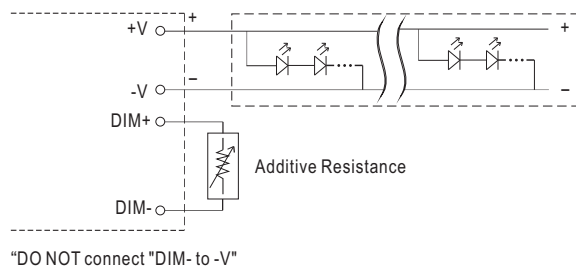 +V
+
+
-V
–
–
DIM+
Additive Resistance
DIM-
“DO NOT connect "DIM- to -V"